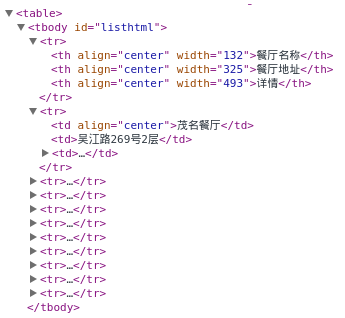 ▼<table>
▼<tbody id="listhtml">
▼<tr>
<th align="center" width="132">餐厅名称</th>
<th align="center" width="325">餐厅地址</th>
<th align="center" width="493">详情</th>
</tr>
▼<tr>
<td align="center">茂名餐厅</td>
<td>吴江路269号2层</td>
▶<td>…</td>
</tr>
▶<tr>…</tr>
▶<tr>…</tr>
▶<tr>…</tr>
▶<tr>…</tr>
▶<tr>…</tr>
▶<tr>…</tr>
▶<tr>…</tr>
▶<tr>…</tr>
▶<tr>…</tr>
</tbody>